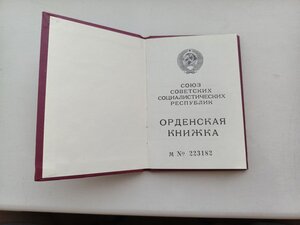 СОЮЗ
СОВЕТСКИХ
СОЦИАЛИСТИЧЕСКИХ
РЕСПУБЛИК
ОРДЕНСКАЯ
КНИЖКА
М № 223182